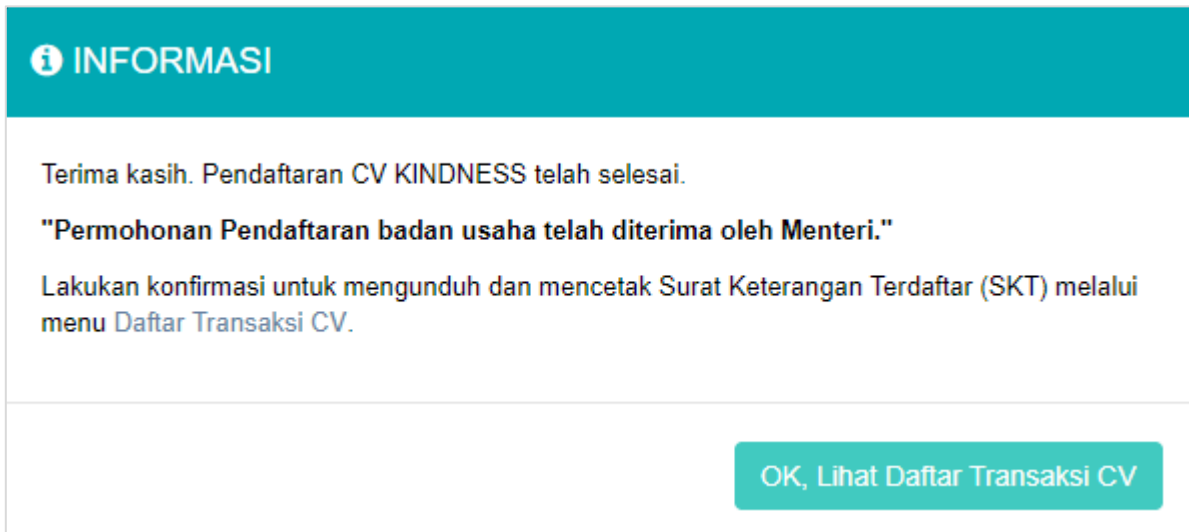 INFORMASI
Terima kasih. Pendaftaran CV KINDNESS telah selesai.
"Permohonan Pendaftaran badan usaha telah diterima oleh Menteri."
Lakukan konfirmasi untuk mengunduh dan mencetak Surat Keterangan Terdaftar (SKT) melalui
menu Daftar Transaksi CV.
OK, Lihat Daftar Transaksi CV